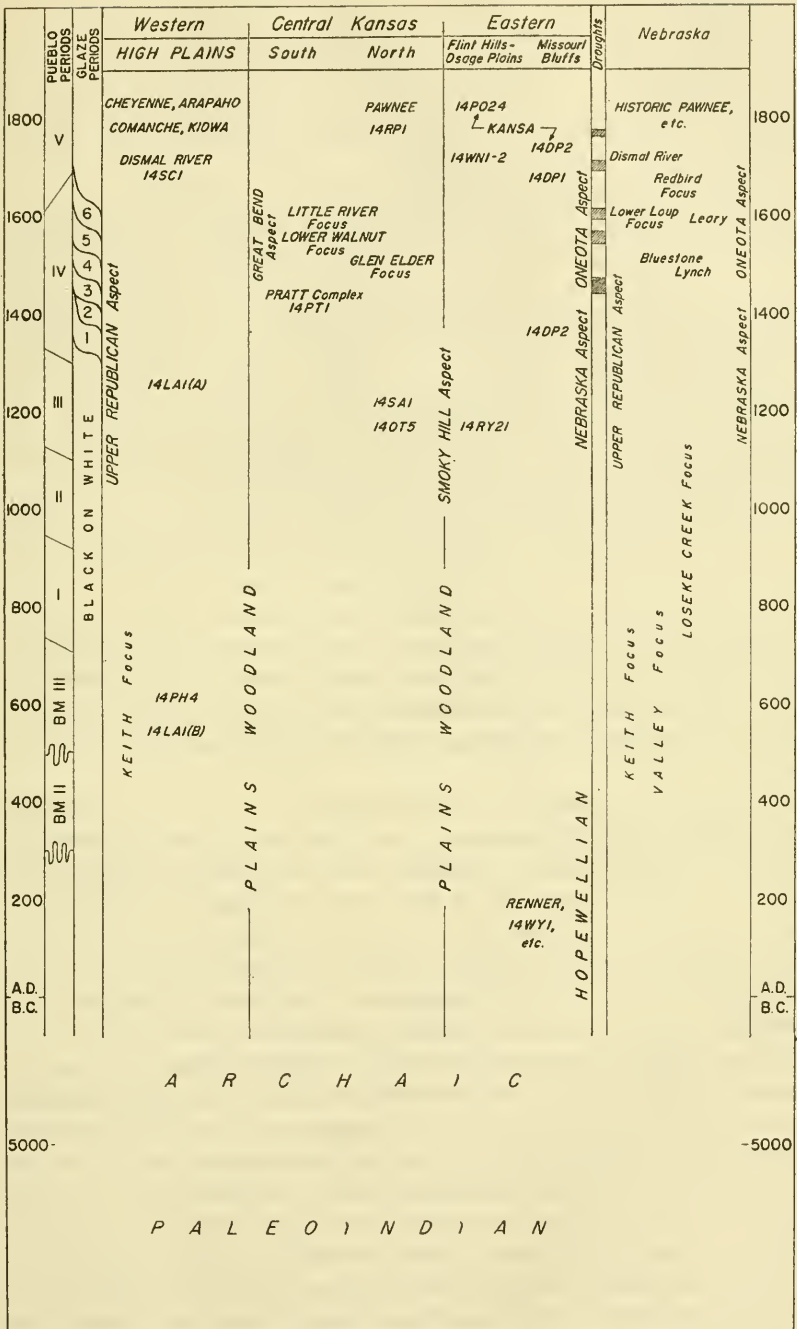 PUEBLO PERIODS
GLAZE PERIODS
Western
Central Kansas
Eastern
Droughts
Nebraska
HIGH PLAINS
South
North
Flint Hills-
Osage Plains
Missouri
Bluffs
1800
1600
1400
1200
1000
800
600
400
200
A.D.
B.C.
5000-
V
IV
III
II
I
BM III
BM II
6
5
4
3
2
1
BLACK ON WHITE
CHEYENNE, ARAPAHO
COMANCHE, KIOWA
DISMAL RIVER
14SC1
UPPER REPUBLICAN Aspect
14LA1(A)
KEITH Focus
14PH4
14LA1(B)
PAWNEE
14RP1
GREAT BEND
Aspect
LITTLE RIVER
Focus
LOWER WALNUT
Focus
GLEN ELDER
Focus
PRATT Complex
14PT1
14SA1
14OT5
PLAINS WOODLAND
SMOKY HILL Aspect
PLAINS WOODLAND
14PO24
KANSA
14DP2
14WN1-2
14DP1
ONEOTA Aspect
14DP2
NEBRASKA Aspect
14RY21
HOPEWELLIAN
RENNER,
14WY1,
etc.
HISTORIC PAWNEE,
etc.
Dismal River
Redbird
Focus
Lower Loup
Focus
Leary
Bluestone
Lynch
ONEOTA Aspect
UPPER REPUBLICAN Aspect
NEBRASKA Aspect
LOSEKE CREEK Focus
KEITH Focus
VALLEY Focus
1800
1600
1400
1200
1000
800
600
400
200
A.D.
B.C.
-5000
ARCHAIC
PALEOINDIAN